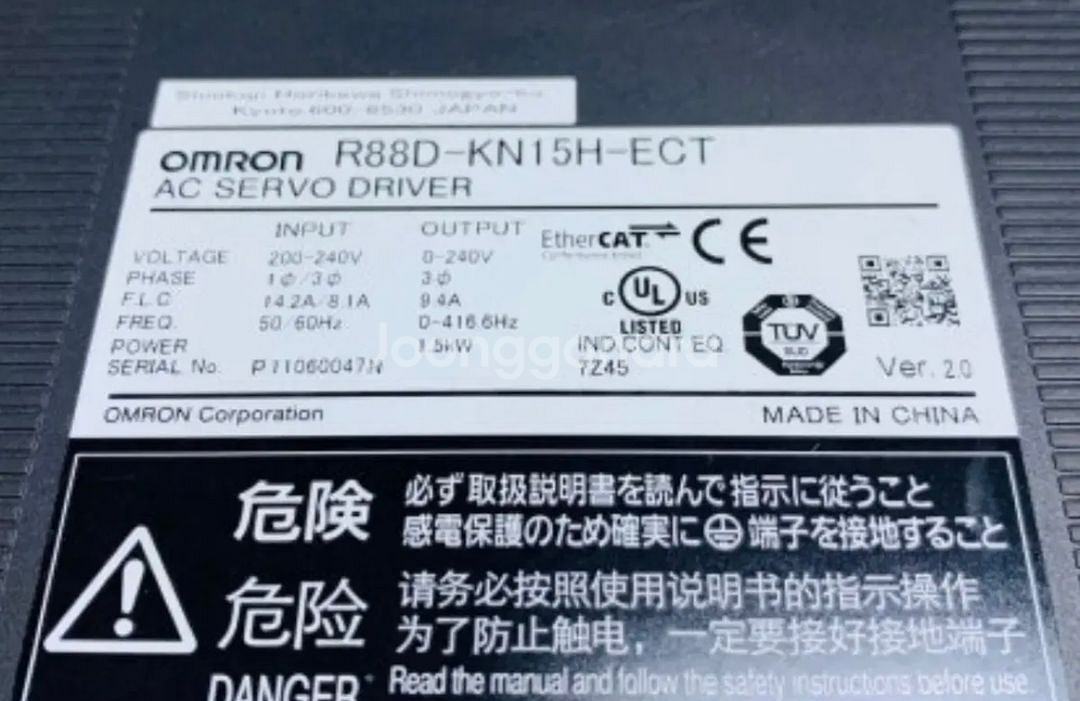 Shiokoji Horikawa Shimogyo-ku
Kyoto 600-8530 JAPAN
OMRON R88D-KN15H-ECT
AC SERVO DRIVER
INPUT OUTPUT
VOLTAGE 200-240V 0-240V
PHASE 1ϕ/3ϕ 3ϕ
F.L.C 14.2A/8.1A 9.4A
FREQ. 50/60Hz 0-416.6Hz
POWER 1.5kW
SERIAL No. P11060047N
EtherCAT CE
C UL US
LISTED
IND.CONT.EQ
7Z45
TÜV
SÜD
Ver. 2.0
OMRON Corporation MADE IN CHINA
危険 必ず取扱説明書を読んで指示に従うこと
感電保護のため確実に端子を接地すること
危险 请务必按照使用说明书的指示操作
为了防止触电，一定要接好接地端子
DANGER Read the manual and follow the safety instructions before use.